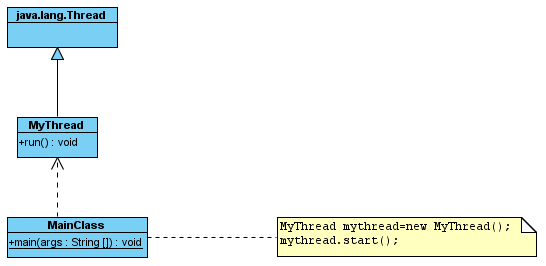 java.lang.Thread
MyThread
+run() : void
MainClass
+main(args : String []) : void
MyThread mythread=new MyThread();
mythread.start();